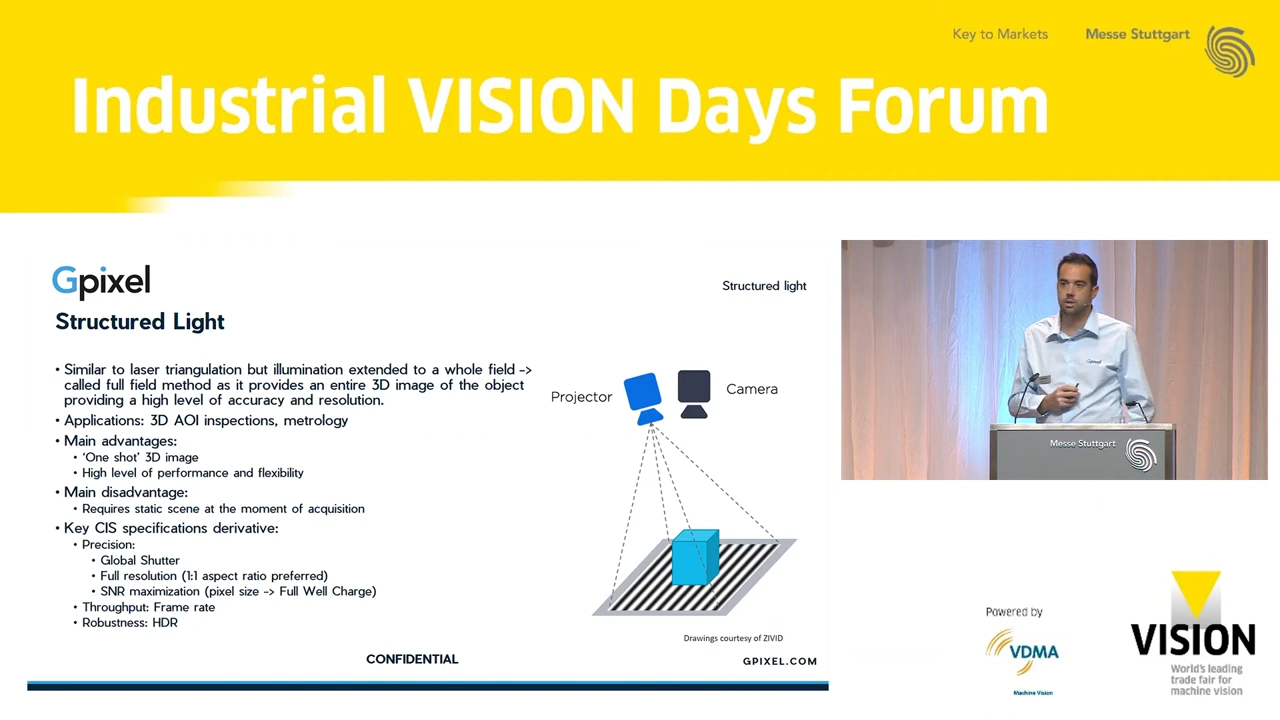 Key to Markets
Messe Stuttgart
Industrial VISION Days Forum
Gpixel
Structured light
Structured Light
• Similar to laser triangulation but illumination extended to a whole field ->
called full field method as it provides an entire 3D image of the object
providing a high level of accuracy and resolution.
• Applications: 3D AOI inspections, metrology
• Main advantages:
• ‘One shot’ 3D image
• High level of performance and flexibility
• Main disadvantage:
• Requires static scene at the moment of acquisition
• Key CIS specifications derivative:
• Precision:
• Global Shutter
• Full resolution (1:1 aspect ratio preferred)
• SNR maximization (pixel size -> Full Well Charge)
• Throughput: Frame rate
• Robustness: HDR
Projector
Camera
Drawings courtesy of ZIVID
CONFIDENTIAL
GPIXEL.COM
Gpixel
Messe Stuttgart
Powered by
VDMA
Machine Vision
VISION
World's leading
trade fair for
machine vision